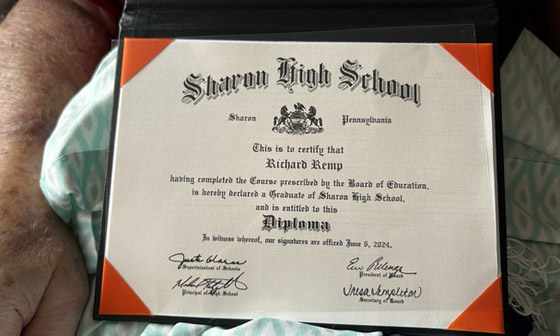 Sharon High School
Sharon Pennsylvania
This is to certify that
Richard Remp
having completed the Course prescribed by the Board of Education,
is hereby declared a Graduate of Sharon High School,
and is entitled to this
Diploma
In witness whereof, our signatures are affixed June 6, 2024.
Superintendent of Schools
President of Board
Principal of High School
Tresa Templeton
Secretary of Board